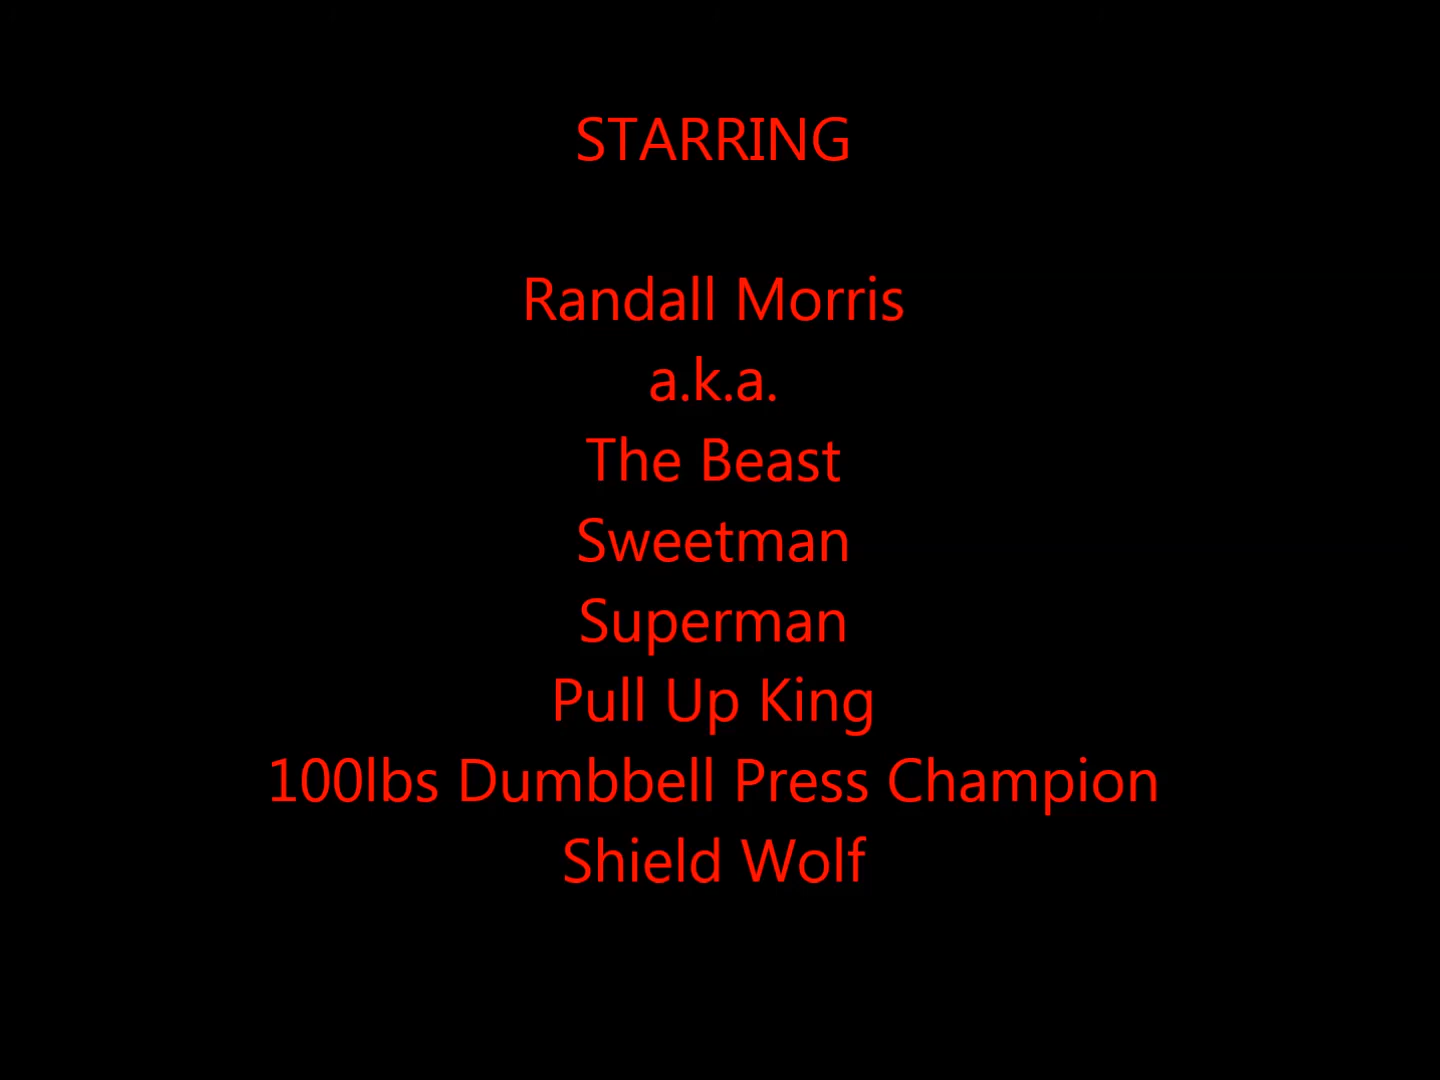 STARRING
Randall Morris
a.k.a.
The Beast
Sweetman
Superman
Pull Up King
100lbs Dumbbell Press Champion
Shield Wolf